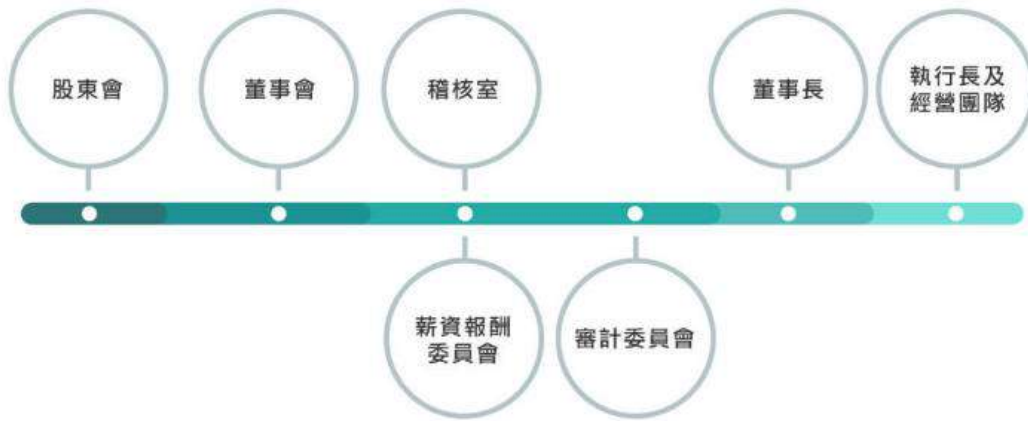 股東會
董事會
稽核室
董事長
執行長及
經營團隊
薪資報酬
委員會
審計委員會